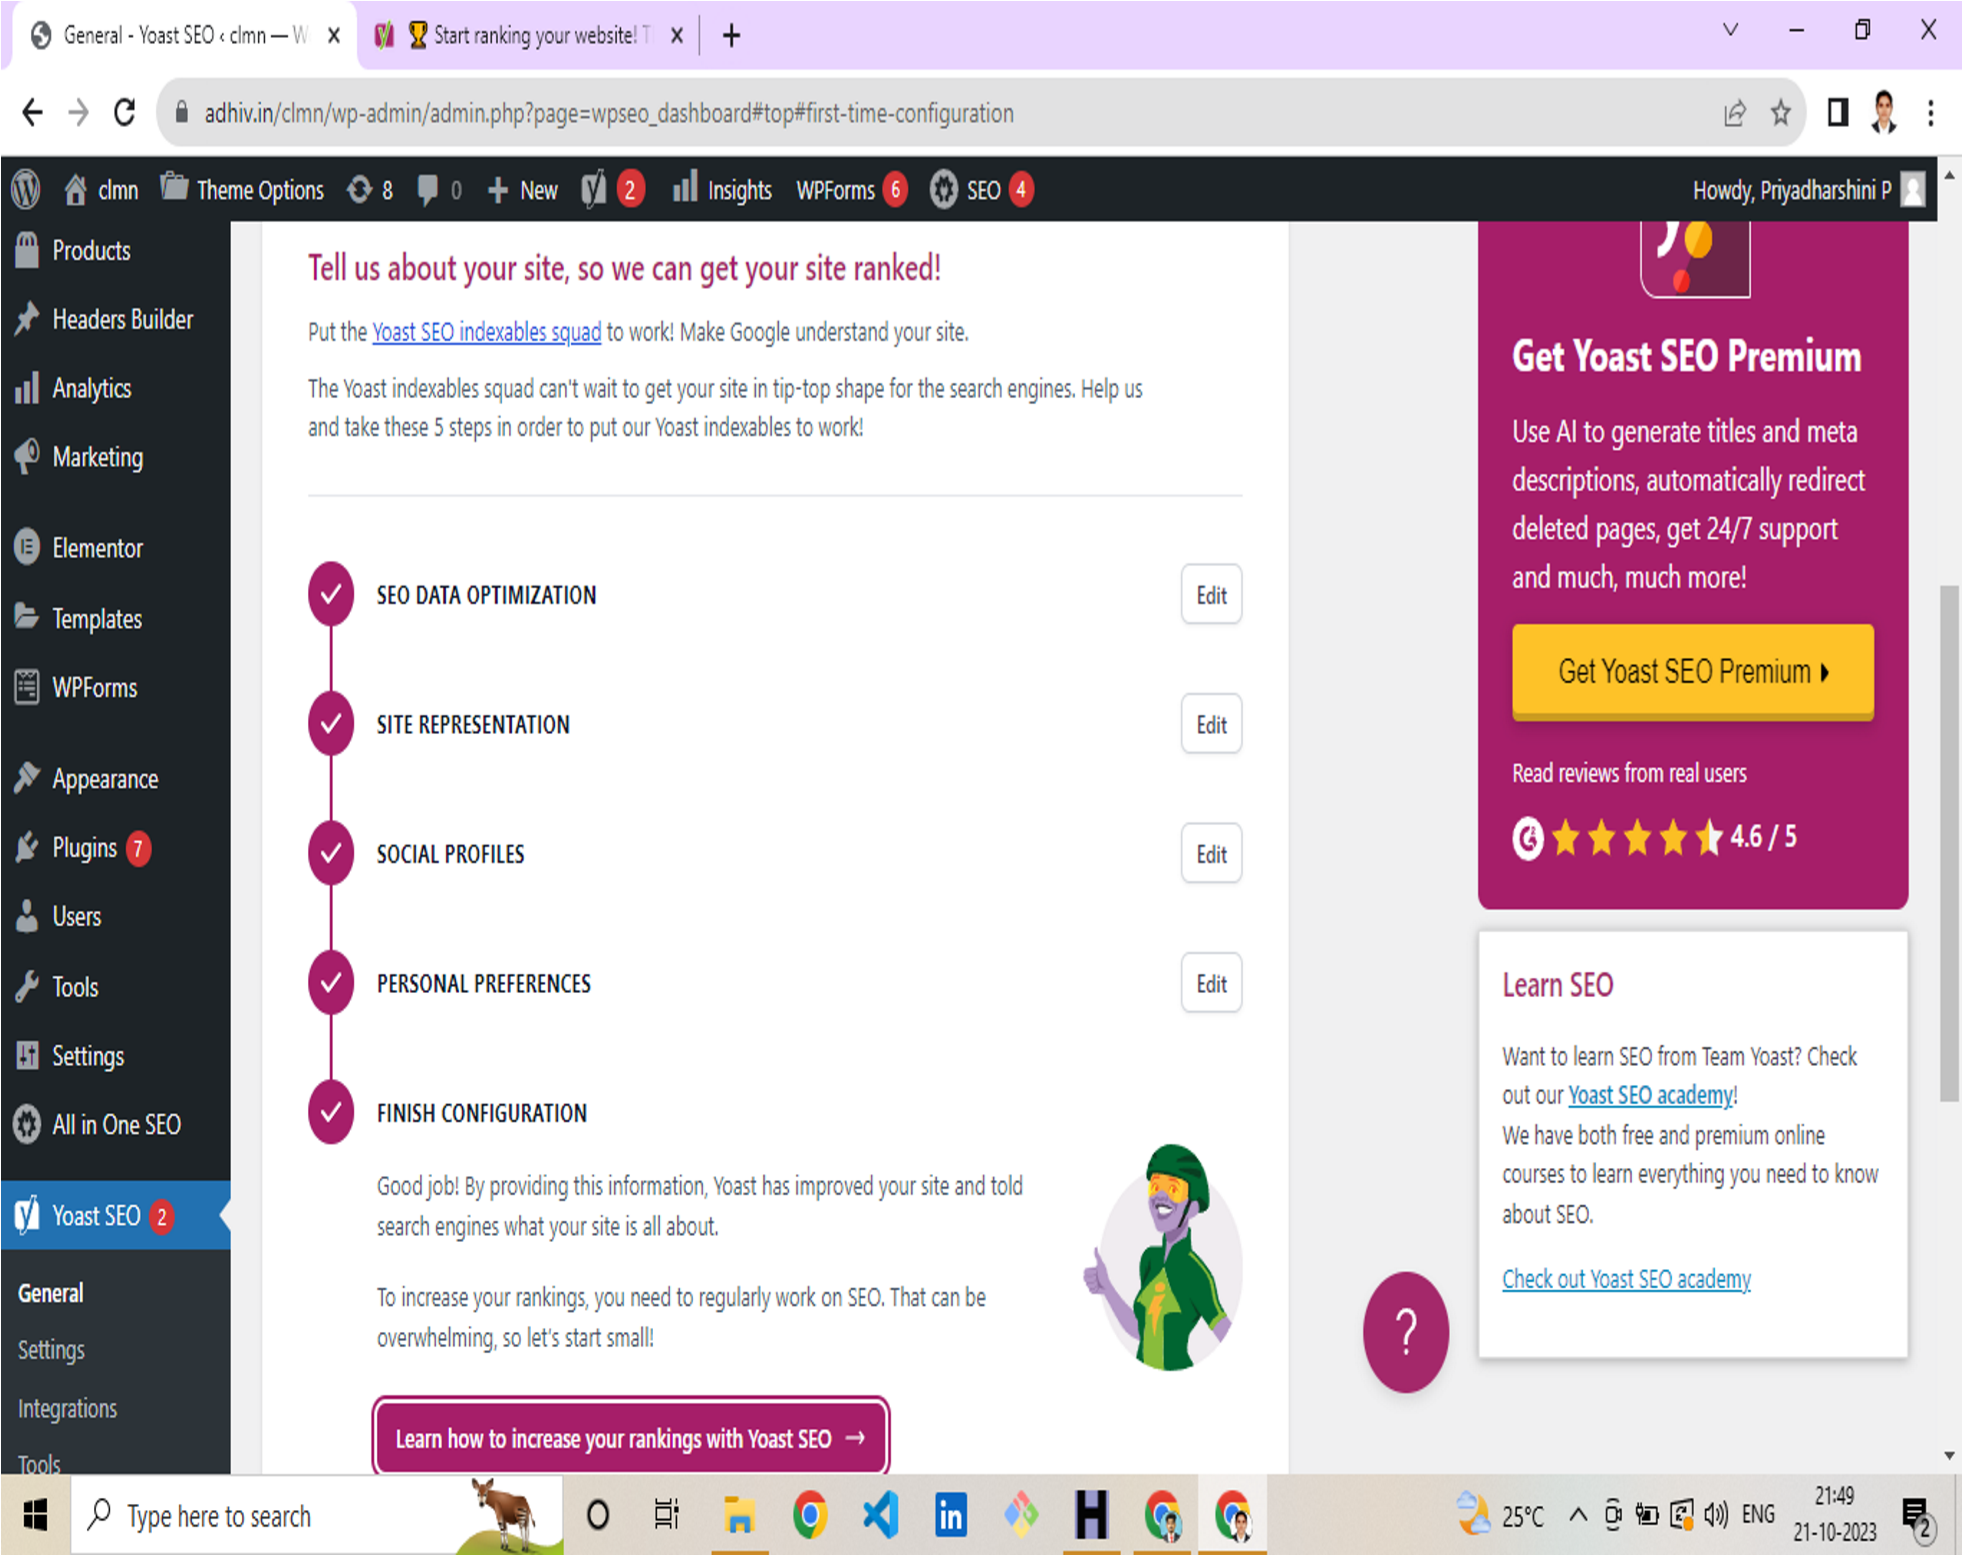 General - Yoast SEO ‹ clmn — W
Start ranking your website! T
adhiv.in/clmn/wp-admin/admin.php?page=wpseo_dashboard#top#first-time-configuration
clmn
Theme Options
8
0
New
2
Insights
WPForms 6
SEO 4
Howdy, Priyadharshini P
Products
Headers Builder
Analytics
Marketing
Elementor
Templates
WPForms
Appearance
Plugins 7
Users
Tools
Settings
All in One SEO
Yoast SEO 2
General
Settings
Integrations
Tools
Tell us about your site, so we can get your site ranked!
Put the Yoast SEO indexables squad to work! Make Google understand your site.
The Yoast indexables squad can't wait to get your site in tip-top shape for the search engines. Help us
and take these 5 steps in order to put our Yoast indexables to work!
SEO DATA OPTIMIZATION
Edit
SITE REPRESENTATION
Edit
SOCIAL PROFILES
Edit
PERSONAL PREFERENCES
Edit
FINISH CONFIGURATION
Good job! By providing this information, Yoast has improved your site and told
search engines what your site is all about.
To increase your rankings, you need to regularly work on SEO. That can be
overwhelming, so let's start small!
Learn how to increase your rankings with Yoast SEO →
Get Yoast SEO Premium
Use AI to generate titles and meta
descriptions, automatically redirect
deleted pages, get 24/7 support
and much, much more!
Get Yoast SEO Premium
Read reviews from real users
4.6 / 5
Learn SEO
Want to learn SEO from Team Yoast? Check
out our Yoast SEO academy!
We have both free and premium online
courses to learn everything you need to know
about SEO.
Check out Yoast SEO academy
?
Type here to search
25°C
ENG
21:49
21-10-2023
2